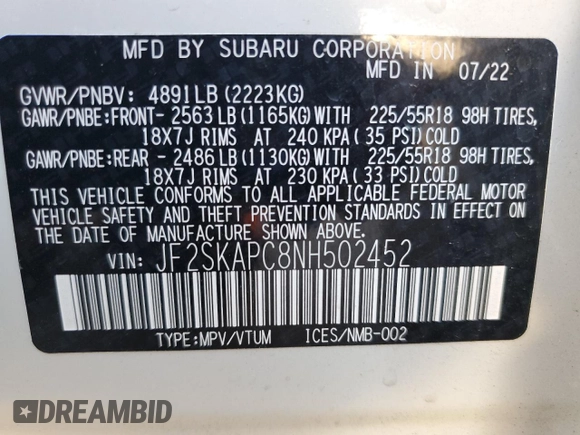 MFD BY SUBARU CORPORATION
MFD IN 07/22
GVWR/PNBV: 4891LB(2223KG)
GAWR/PNBE:FRONT-2563LB(1165KG)WITH 225/55R18 98H TIRES,
18X7J RIMS AT 240 KPA(35 PSI)COLD
GAWR/PNBE:REAR -2486LB(1130KG)WITH 225/55R18 98H TIRES,
18X7J RIMS AT 230 KPA(33 PSI)COLD
THIS VEHICLE CONFORMS TO ALL APPLICABLE FEDERAL MOTOR
VEHICLE SAFETY AND THEFT PREVENTION STANDARDS IN EFFECT ON
THE DATE OF MANUFACTURE SHOWN ABOVE.
VIN: JF2SKAPC8NH502452
TYPE:MPV/VTUM ICES/NMB-002
DREAMBID